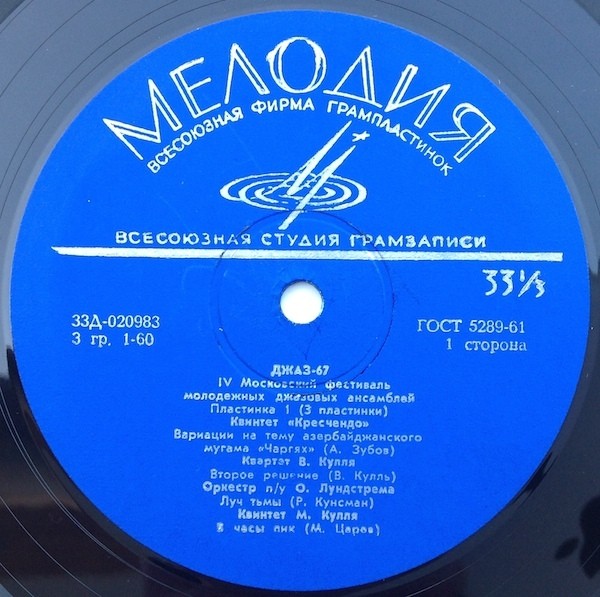 МЕЛОДИЯ
ВСЕСОЮЗНАЯ ФИРМА ГРАМПЛАСТИНОК
ВСЕСОЮЗНАЯ СТУДИЯ ГРАМЗАПИСИ
33⅓
33Д-020983
3 гр. 1-60
ГОСТ 5289-61
1 сторона
ДЖАЗ-67
IV Московский фестиваль
молодежных джазовых ансамблей
Пластинка 1 (3 пластинки)
Квинтет «Кресчендо»
Вариации на тему азербайджанского
мугама «Чаргях» (А. Зубов)
Квартэт В. Кулля
Второе решение (В. Кулль)
Оркестр п/у О. Лундстрема
Луч тьмы (Р. Кунсман)
Квинтет М. Кулля
В часы пик (М. Царев)